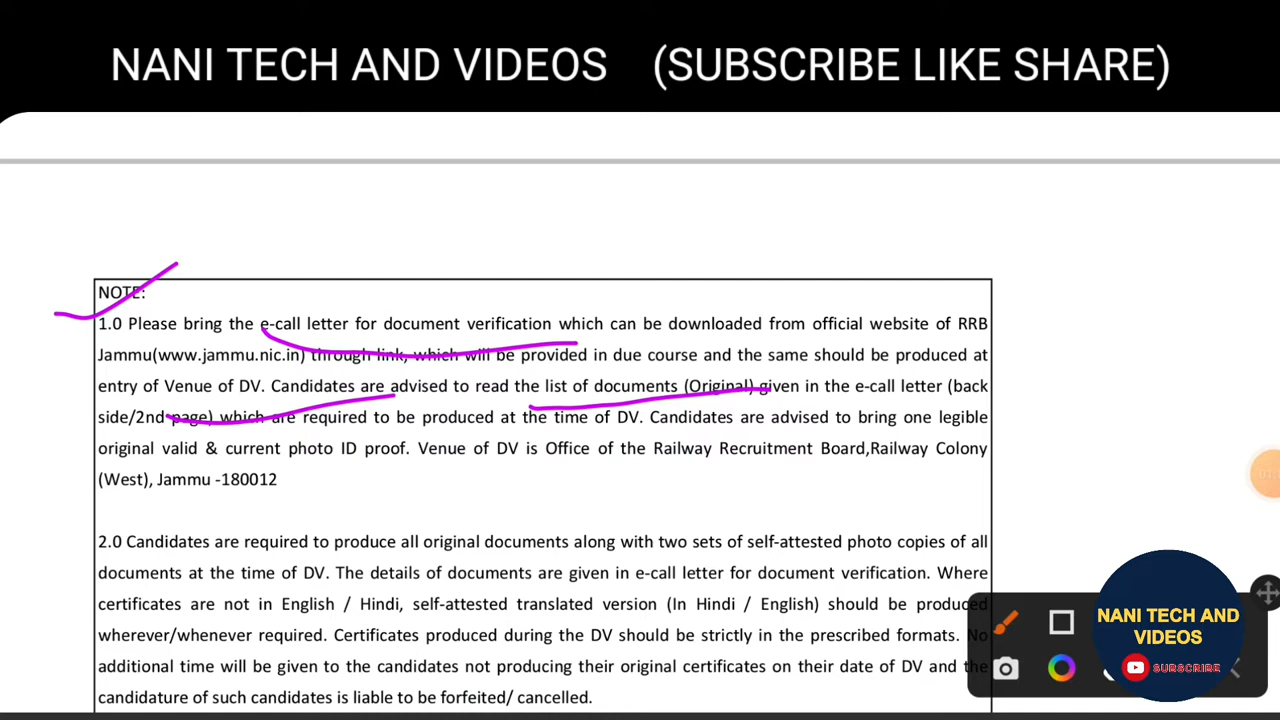 NANI TECH AND VIDEOS (SUBSCRIBE LIKE SHARE)
NOTE:
1.0 Please bring the e-call letter for document verification which can be downloaded from official website of RRB
Jammu(www.jammu.nic.in) through link, which will be provided in due course and the same should be produced at
entry of Venue of DV. Candidates are advised to read the list of documents (Original) given in the e-call letter (back
side/2nd page) which are required to be produced at the time of DV. Candidates are advised to bring one legible
original valid & current photo ID proof. Venue of DV is Office of the Railway Recruitment Board,Railway Colony
(West), Jammu -180012
2.0 Candidates are required to produce all original documents along with two sets of self-attested photo copies of all
documents at the time of DV. The details of documents are given in e-call letter for document verification. Where
certificates are not in English / Hindi, self-attested translated version (In Hindi / English) should be produced
wherever/whenever required. Certificates produced during the DV should be strictly in the prescribed formats. No
additional time will be given to the candidates not producing their original certificates on their date of DV and the
candidature of such candidates is liable to be forfeited/ cancelled.
NANI TECH AND
VIDEOS
SUBSCRIBE